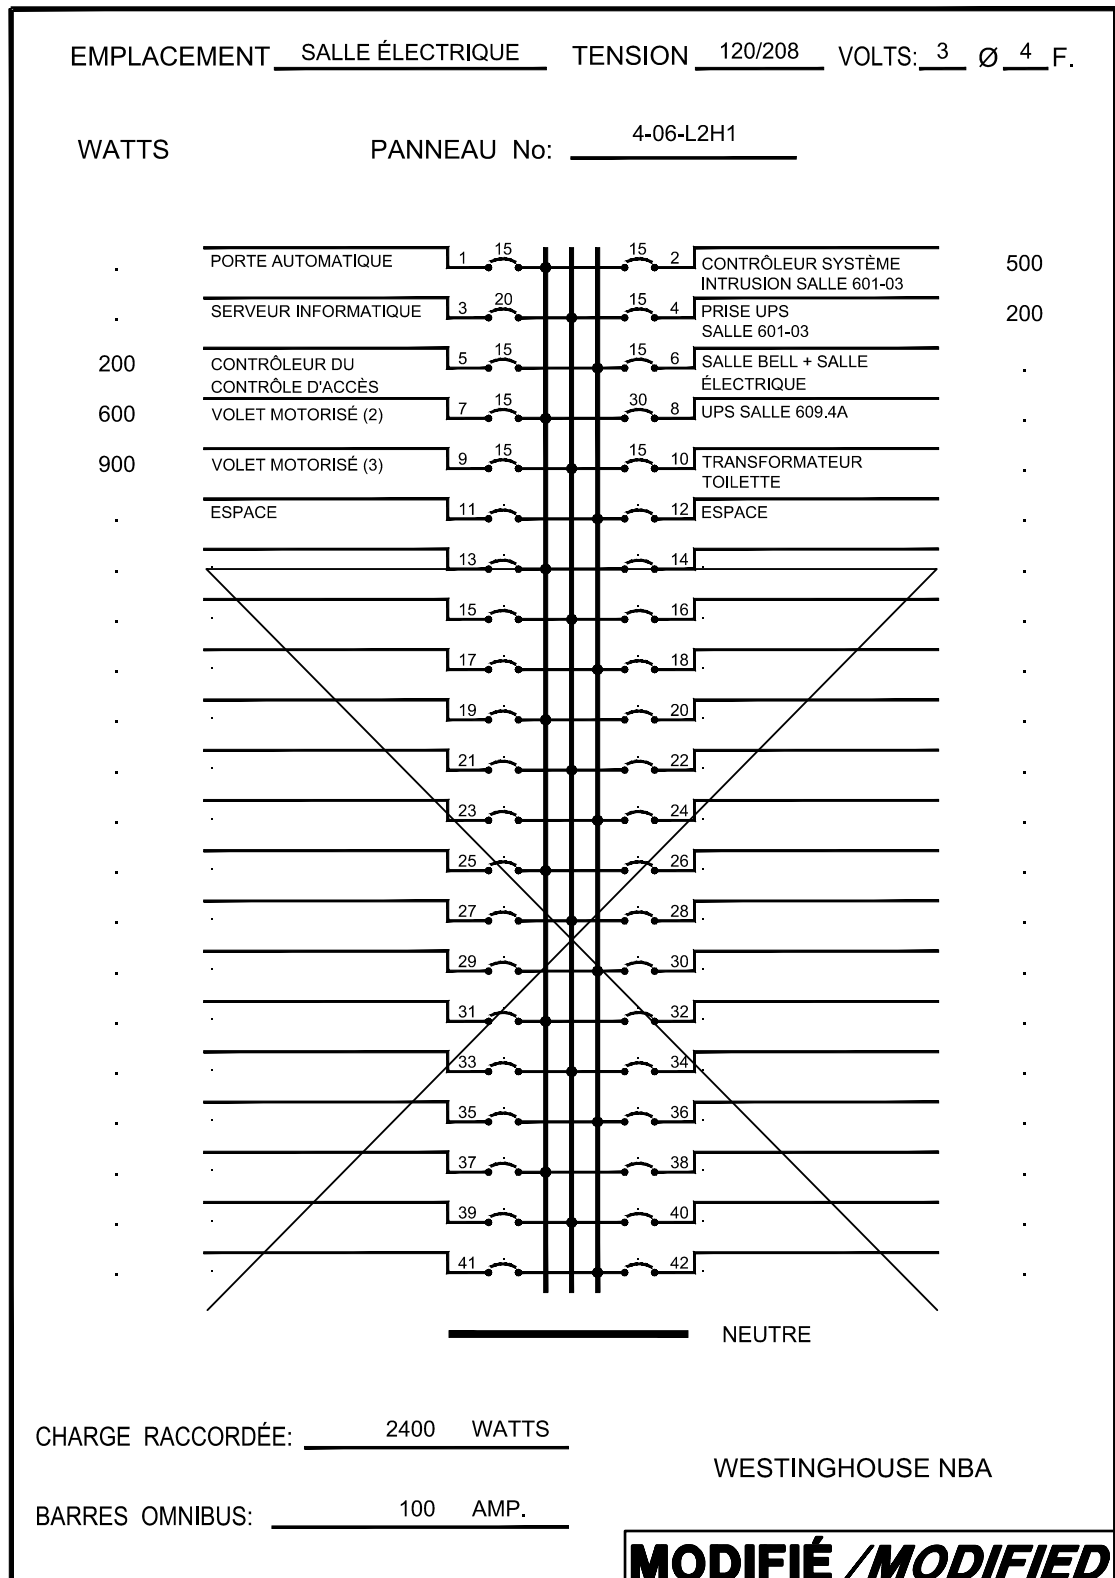 EMPLACEMENT SALLE ÉLECTRIQUE TENSION 120/208 VOLTS: 3 Ø 4 F.
WATTS PANNEAU No: 4-06-L2H1
. PORTE AUTOMATIQUE 1 15 15 2 CONTRÔLEUR SYSTÈME 500
INTRUSION SALLE 601-03
. SERVEUR INFORMATIQUE 3 20 15 4 PRISE UPS 200
SALLE 601-03
200 CONTRÔLEUR DU 5 15 15 6 SALLE BELL + SALLE .
CONTRÔLE D'ACCÈS ÉLECTRIQUE
600 VOLET MOTORISÉ (2) 7 15 30 8 UPS SALLE 609.4A .
900 VOLET MOTORISÉ (3) 9 15 15 10 TRANSFORMATEUR .
TOILETTE
. ESPACE 11 12 ESPACE .
13 14
15 16
17 18
19 20
21 22
23 24
25 26
27 28
29 30
31 32
33 34
35 36
37 38
39 40
41 42
NEUTRE
CHARGE RACCORDÉE: 2400 WATTS
WESTINGHOUSE NBA
BARRES OMNIBUS: 100 AMP.
MODIFIÉ /MODIFIED